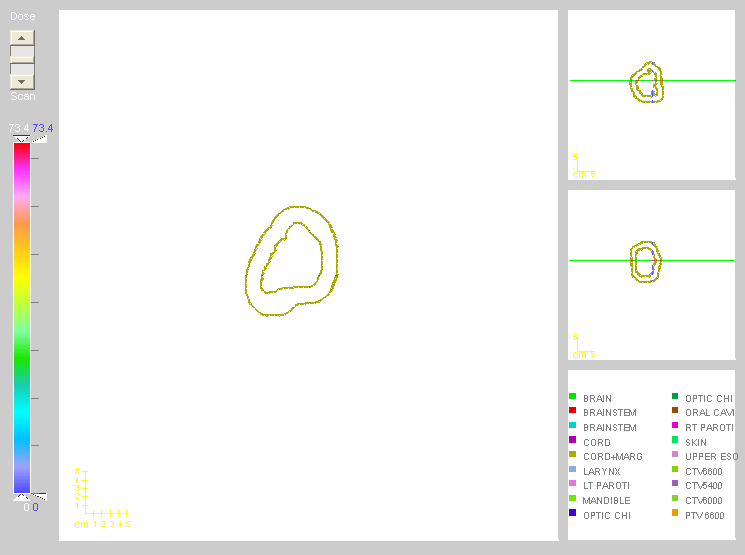 Dose
Scan
73.4 73.4
0 0
5
4
3
2
1
cm 1 2 3 4 5
5
cm 5
5
cm 5
BRAIN
BRAINSTEM
BRAINSTEM
CORD
CORD+MARG
LARYNX
LT PAROTI
MANDIBLE
OPTIC CHI
OPTIC CHI
ORAL CAVI
RT PAROTI
SKIN
UPPER ESO
CTV6600
CTV5400
CTV6000
PTV6600